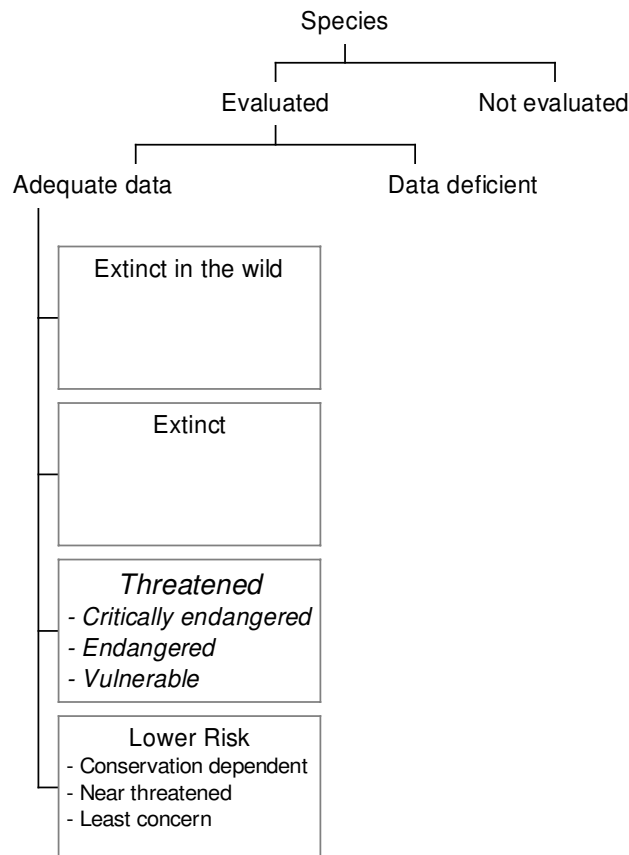 Species
Evaluated Not evaluated
Adequate data Data deficient
Extinct in the wild
Extinct
Threatened
- Critically endangered
- Endangered
- Vulnerable
Lower Risk
- Conservation dependent
- Near threatened
- Least concern